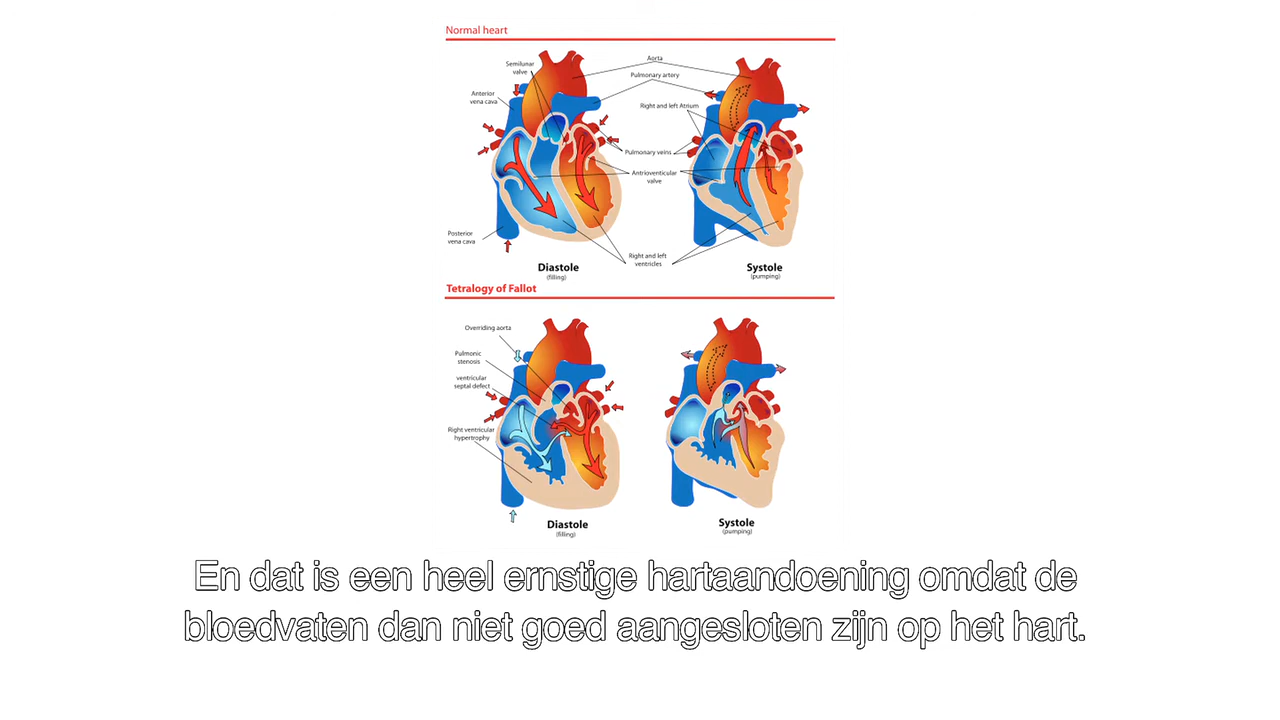 Normal heart
Semilunar
valve
Anterior
vena cava
Posterior
vena cava
Aorta
Pulmonary artery
Right and left Atrium
Pulmonary veins
Antrioventicular
valve
Right and left
ventricles
Diastole
(filling)
Systole
(pumping)
Tetralogy of Fallot
Overriding aorta
Pulmonic
stenosis
ventricular
septal defect
Right ventricular
hypertrophy
Diastole
(filling)
Systole
(pumping)
En dat is een heel ernstige hartaandoening omdat de
bloedvaten dan niet goed aangesloten zijn op het hart.